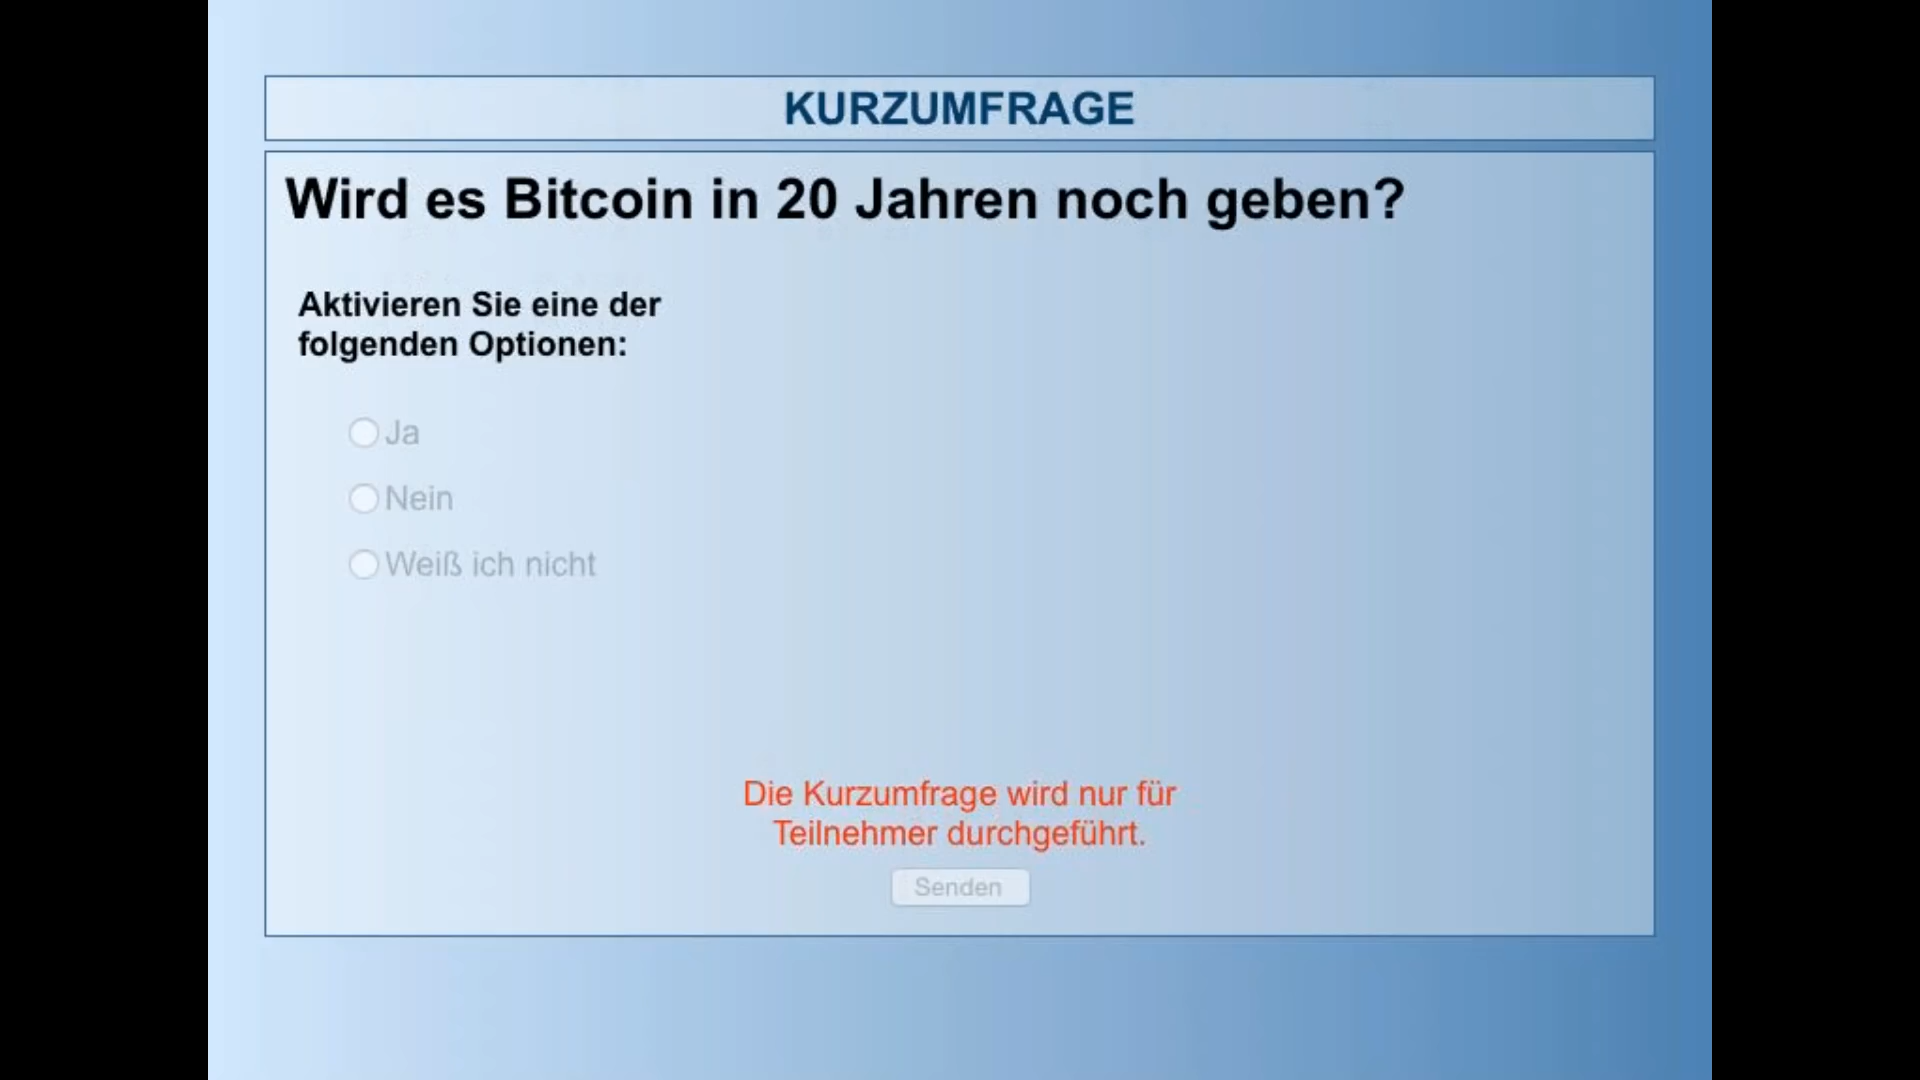 KURZUMFRAGE
Wird es Bitcoin in 20 Jahren noch geben?
Aktivieren Sie eine der
folgenden Optionen:
Ja
Nein
Weiß ich nicht
Die Kurzumfrage wird nur für
Teilnehmer durchgeführt.
Senden